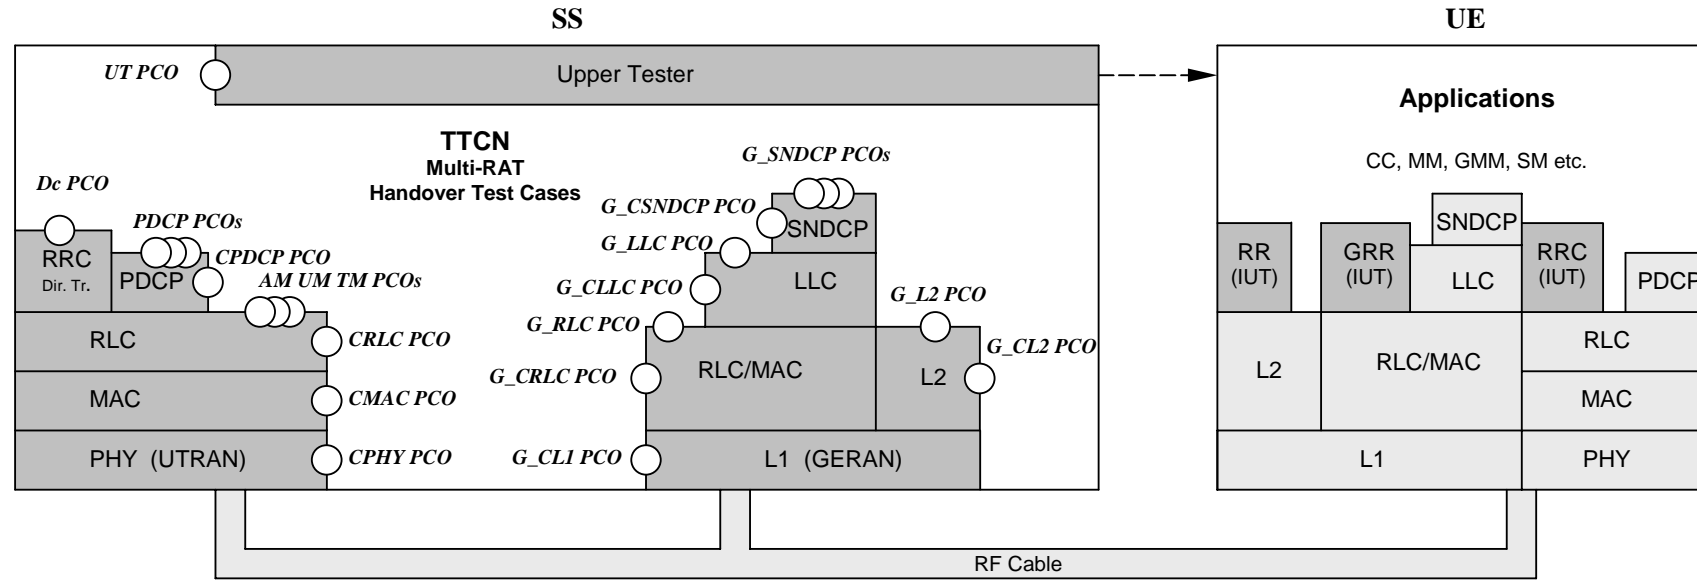 SS
UE
UT PCO
Upper Tester
Applications
TTCN
Multi-RAT
Handover Test Cases
G_SNDCP PCOs
CC, MM, GMM, SM etc.
Dc PCO
PDCP PCOs
G_CSNDCP PCO
SNDCP
SNDCP
CPDCP PCO
G_LLC PCO
RRC
Dir. Tr.
PDCP
AM UM TM PCOs
G_CLLC PCO
LLC
G_L2 PCO
RR
(IUT)
GRR
(IUT)
LLC
RRC
(IUT)
PDCP
RLC
CRLC PCO
G_RLC PCO
G_CL2 PCO
RLC
G_CRLC PCO
RLC/MAC
L2
L2
RLC/MAC
MAC
CMAC PCO
MAC
PHY (UTRAN)
CPHY PCO
G_CL1 PCO
L1 (GERAN)
L1
PHY
RF Cable